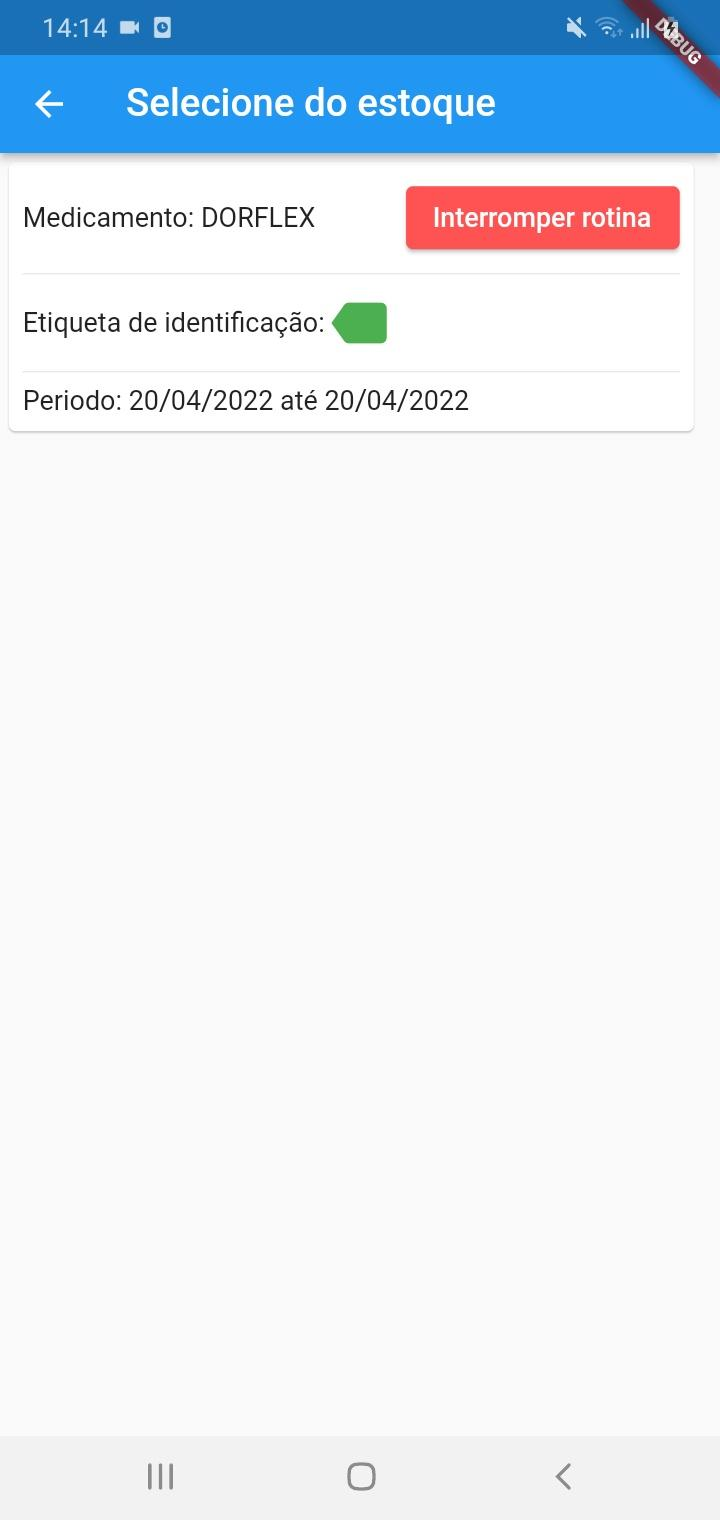 14:14
DEBUG
Selecione do estoque
Medicamento: DORFLEX
Interromper rotina
Etiqueta de identificação:
Periodo: 20/04/2022 até 20/04/2022